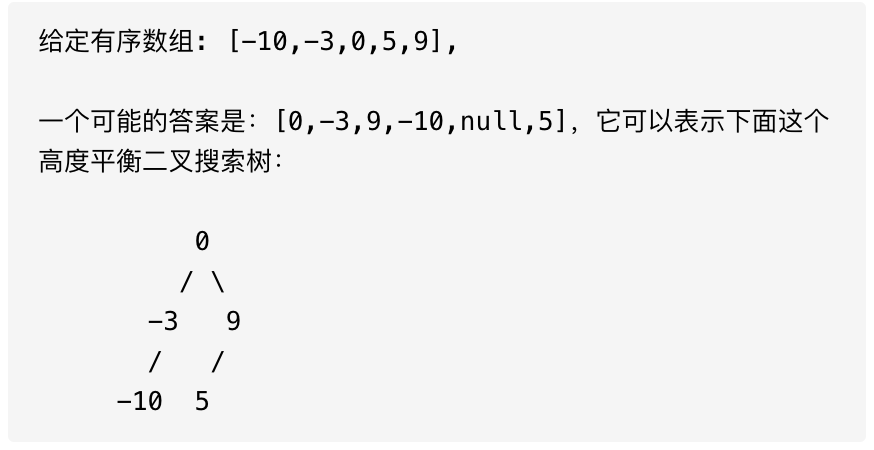 给定有序数组: [-10,-3,0,5,9],
一个可能的答案是：[0,-3,9,-10,null,5]，它可以表示下面这个
高度平衡二叉搜索树：
0
/ \
-3 9
/ /
-10 5